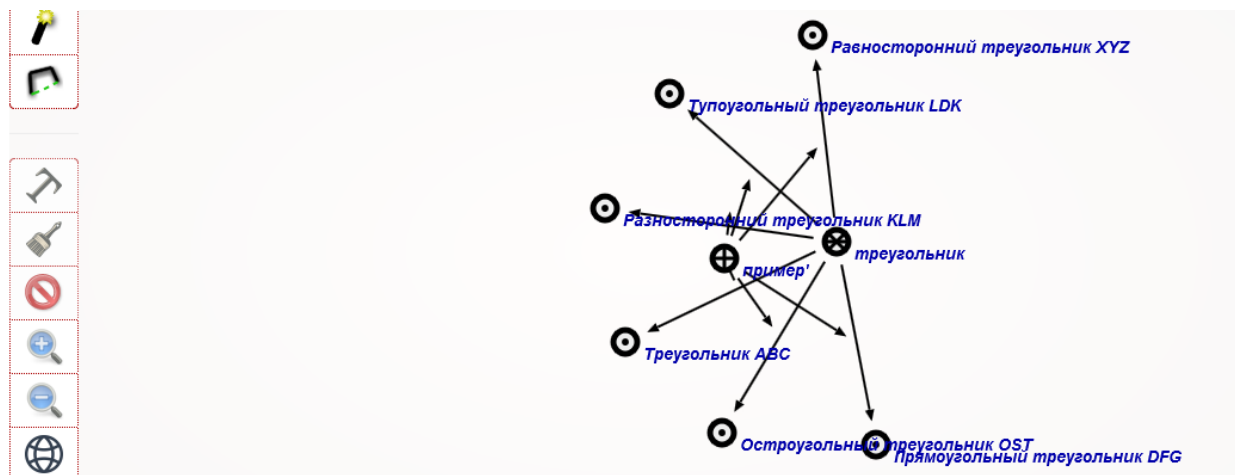 Равносторонний треугольник XYZ
Тупоугольный треугольник LDK
Разносторонний треугольник KLM
треугольник
пример'
Треугольник ABC
Остроугольный треугольник OST
Прямоугольный треугольник DFG